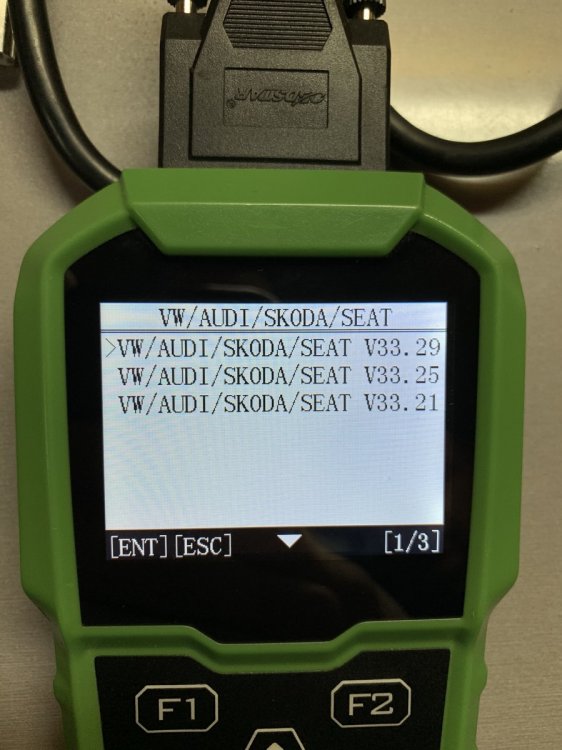 OBDSTAR®
VW/AUDI/SKODA/SEAT
>VW/AUDI/SKODA/SEAT V33.29
VW/AUDI/SKODA/SEAT V33.25
VW/AUDI/SKODA/SEAT V33.21
[ENT][ESC] [1/3]
F1 F2